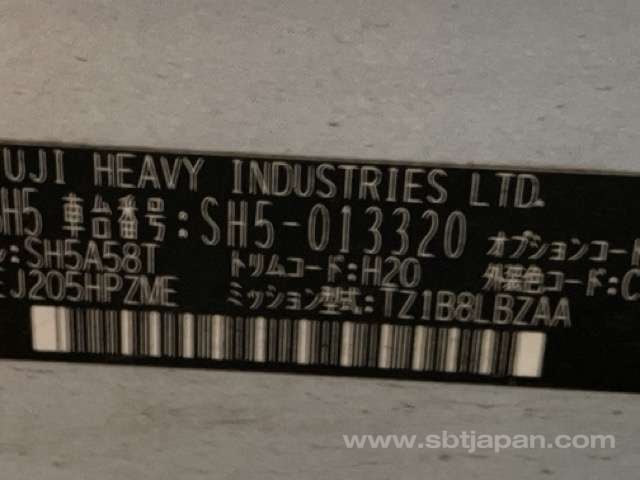 UJI HEAVY INDUSTRIES LTD.
SH5 車台番号:SH5-013320 オプションコード
:SH5A58T トリムコード:H20 外装色コード:C
EJ205HPZME ミッション型式:TZ1B8LBZAA
www.sbtjapan.com